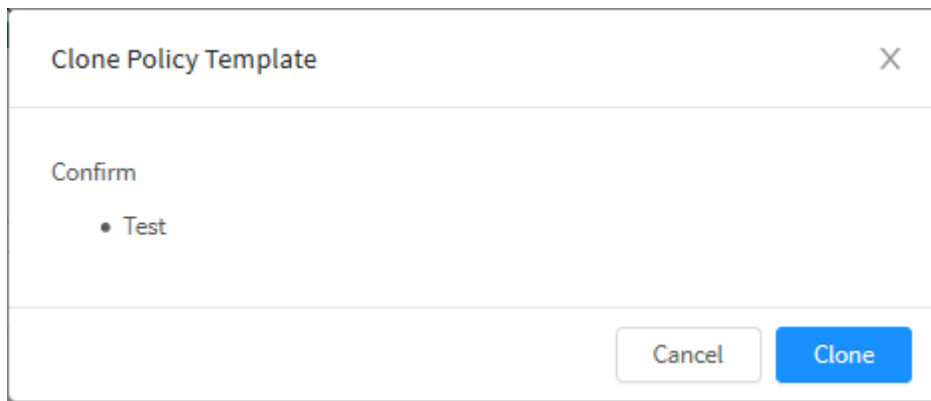 Clone Policy Template
Confirm
• Test
Cancel
Clone